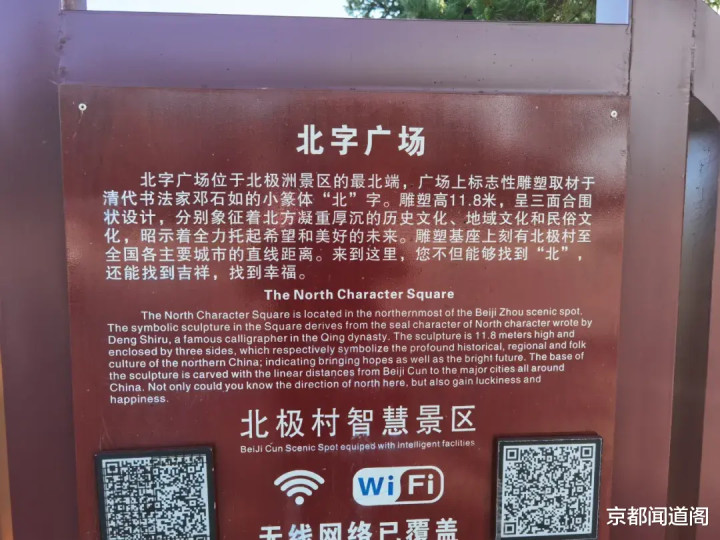 北字广场
北字广场位于北极洲景区的最北端，广场上标志性雕塑取材于
清代书法家邓石如的小篆体“北”字。雕塑高11.8米，呈三面合围
状设计，分别象征着北方凝重厚沉的历史文化、地域文化和民俗文
化，昭示着全力托起希望和美好的未来。雕塑基座上刻有北极村至
全国各主要城市的直线距离。来到这里，您不但能够找到“北”，
还能找到吉祥，找到幸福。
The North Character Square
The North Character Square is located in the northernmost of the Beiji Zhou scenic spot.
The symbolic sculpture in the Square derives from the seal character of North character wrote by
Deng Shiru, a famous calligrapher in the Qing dynasty. The sculpture is 11.8 meters high and
enclosed by three sides, which respectively symbolize the profound historical, regional and folk
culture of the northern China; indicating bringing hopes as well as the bright future. The base of
the sculpture is carved with the linear distances from Beiji Cun to the major cities all around
China. Not only could you know the direction of north here, but also gain luckiness and
happiness.
北极村智慧景区
BeiJi Cun Scenic Spot equiped with intelligent faclities
WiFi
无线网络已覆盖
京都闻道阁